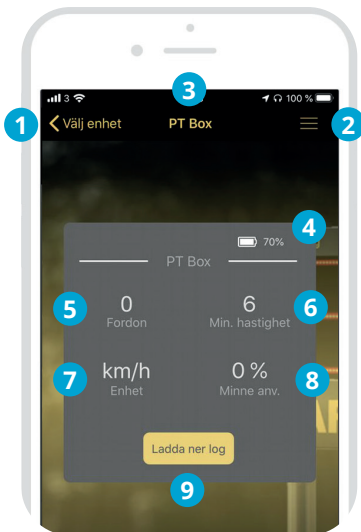 3 100 %
3
1 Välj enhet PT Box 2
4
70%
PT Box
5 0 6 6
Fordon Min. hastighet
7 km/h 0 % 8
Enhet Minne anv.
Ladda ner log
9